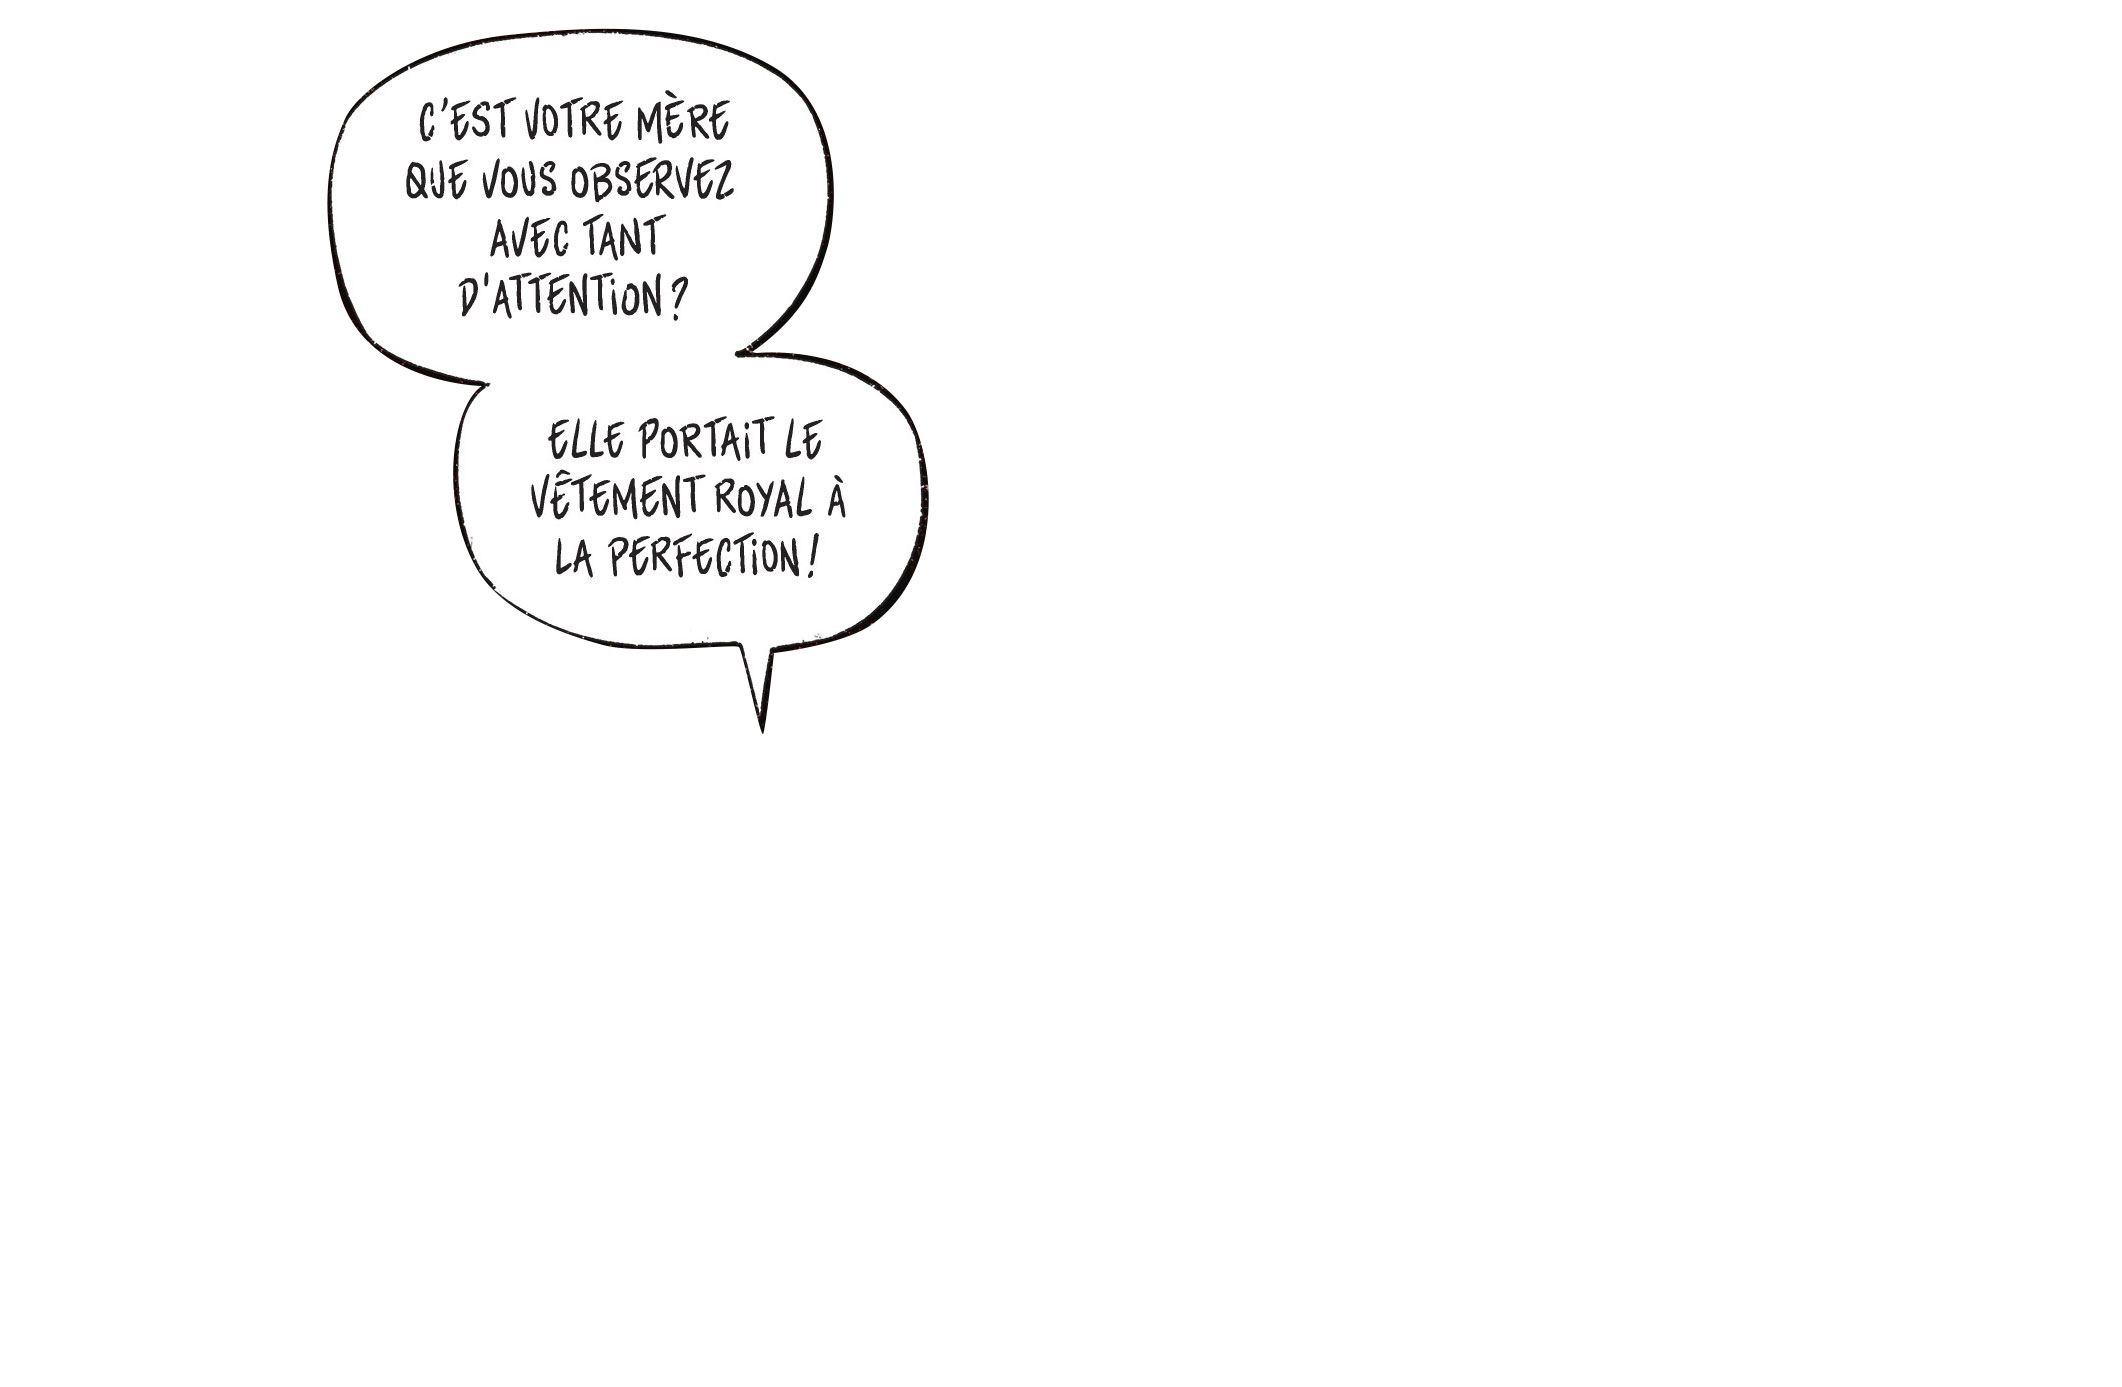 C'EST VOTRE MÈRE
QUE VOUS OBSERVEZ
AVEC TANT
D'ATTENTION ?
ELLE PORTAIT LE
VÊTEMENT ROYAL À
LA PERFECTION !